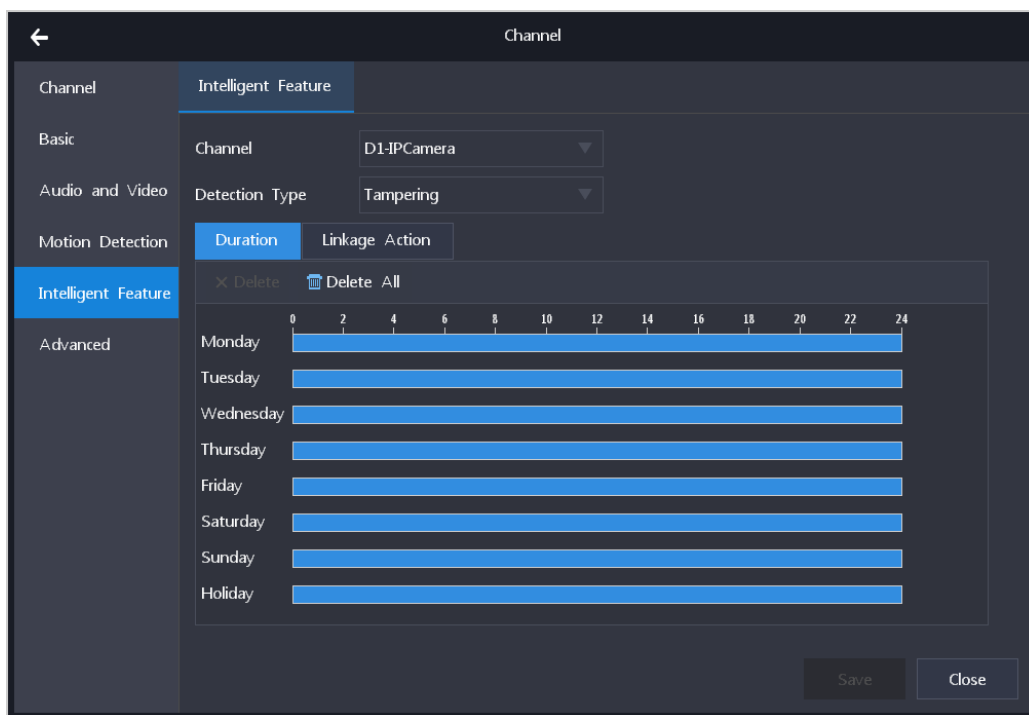 Channel
Channel
Basic
Audio and Video
Motion Detection
Intelligent Feature
Advanced
Intelligent Feature
Channel D1-IPCamera
Detection Type Tampering
Duration Linkage Action
Delete Delete All
0 2 4 6 8 10 12 14 16 18 20 22 24
Monday
Tuesday
Wednesday
Thursday
Friday
Saturday
Sunday
Holiday
Save Close